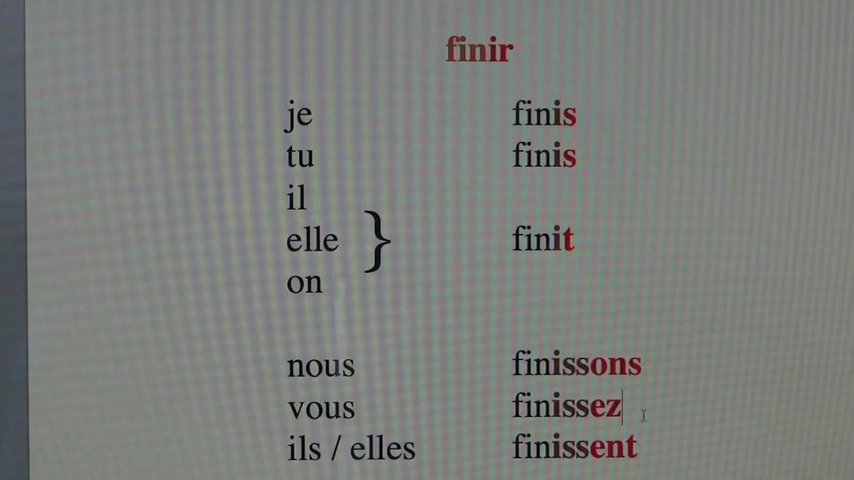 finir
je finis
tu finis
il
elle } finit
on
nous finissons
vous finissez
ils / elles finissent